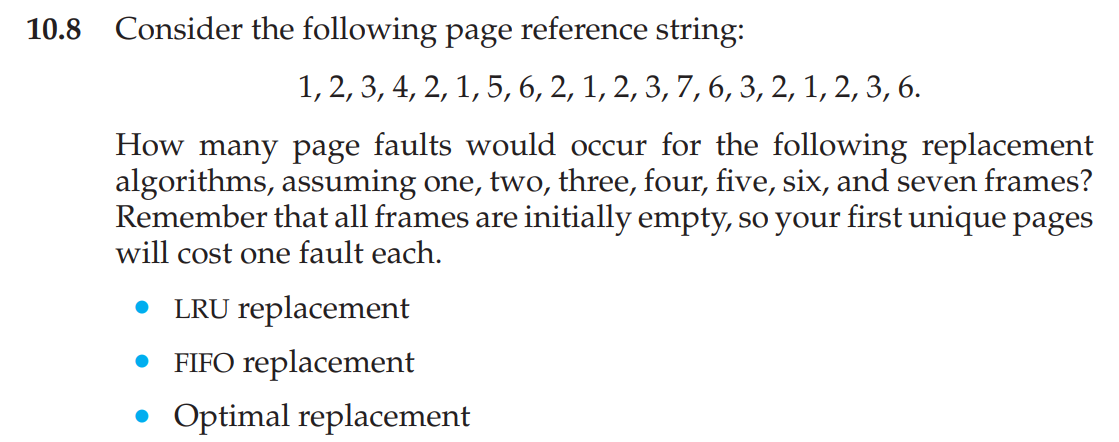 10.8 Consider the following page reference string:
1, 2, 3, 4, 2, 1, 5, 6, 2, 1, 2, 3, 7, 6, 3, 2, 1, 2, 3, 6.
How many page faults would occur for the following replacement
algorithms, assuming one, two, three, four, five, six, and seven frames?
Remember that all frames are initially empty, so your first unique pages
will cost one fault each.
• LRU replacement
• FIFO replacement
• Optimal replacement